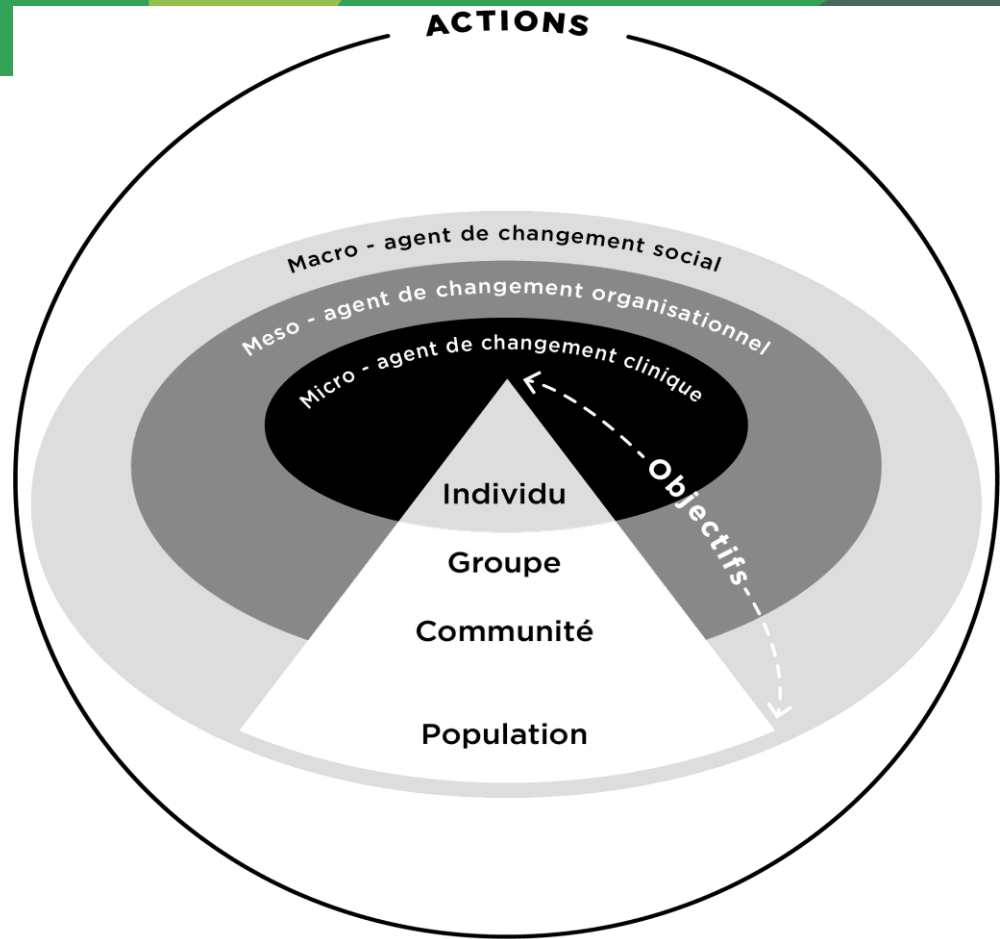 ACTIONS
Macro - agent de changement social
Meso - agent de changement organisationnel
Micro - agent de changement clinique
Objectifs
Individu
Groupe
Communité
Population